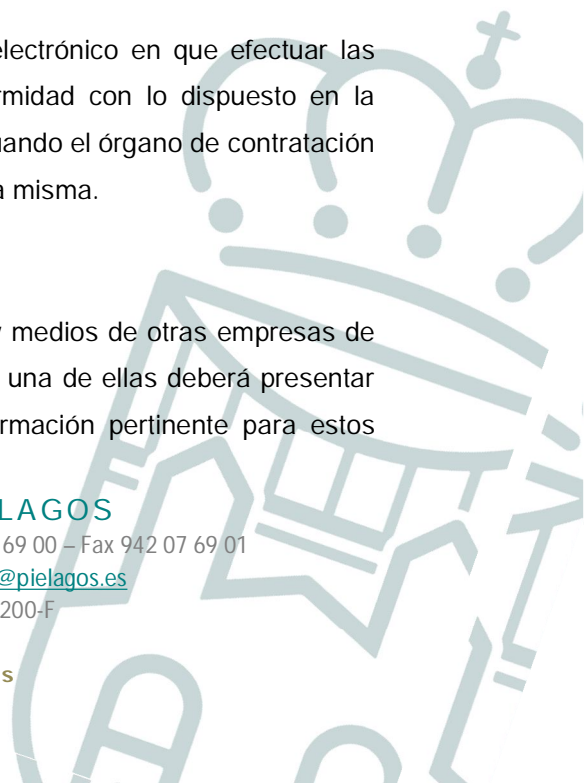 electrónico en que efectuar las
rmidad con lo dispuesto en la
uando el órgano de contratación
a misma.
y medios de otras empresas de
una de ellas deberá presentar
rmación pertinente para estos
LAGOS
69 00 – Fax 942 07 69 01
@pielagos.es
200-F
s